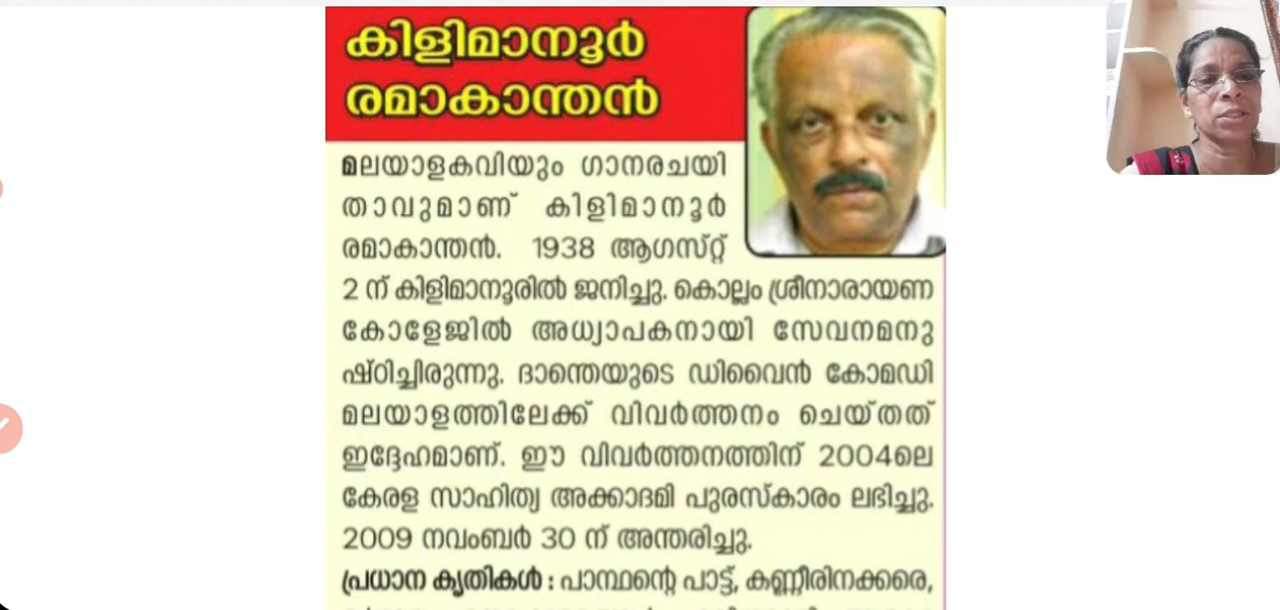 കിളിമാനൂർ
രമാകാന്തൻ
മലയാളകവിയും ഗാനരചയി
താവുമാണ് കിളിമാനൂർ
രമാകാന്തൻ. 1938 ആഗസ്റ്റ്
2 ന് കിളിമാനൂരിൽ ജനിച്ചു. കൊല്ലം ശ്രീനാരായണ
കോളേജിൽ അധ്യാപകനായി സേവനമനു
ഷ്ഠിച്ചിരുന്നു. ദാന്തെയുടെ ഡിവൈൻ കോമഡി
മലയാളത്തിലേക്ക് വിവർത്തനം ചെയ്തത്
ഇദ്ദേഹമാണ്. ഈ വിവർത്തനത്തിന് 2004ലെ
കേരള സാഹിത്യ അക്കാദമി പുരസ്കാരം ലഭിച്ചു.
2009 നവംബർ 30 ന് അന്തരിച്ചു.
പ്രധാന കൃതികൾ : പാന്ഥന്റെ പാട്ട്, കണ്ണീരിനക്കരെ,